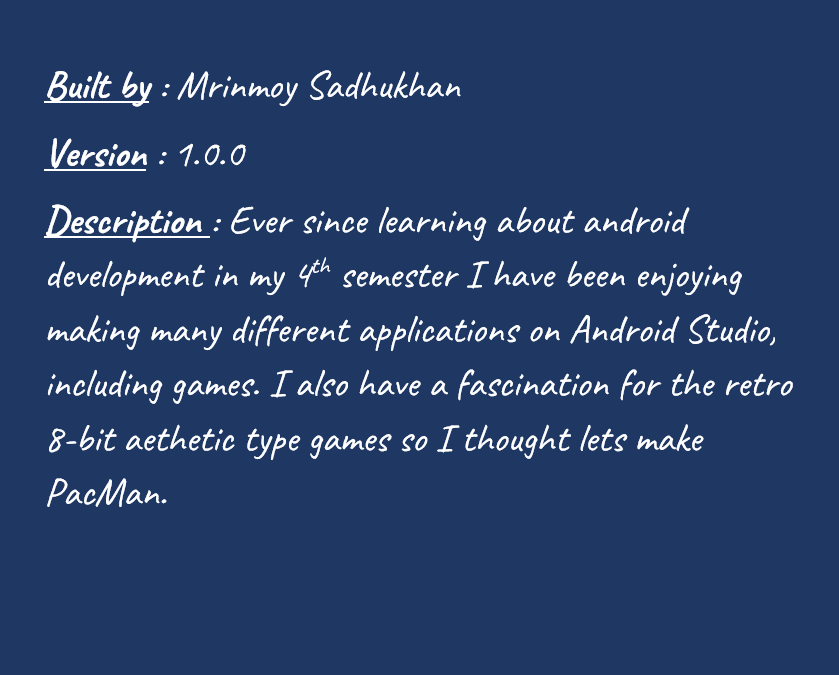 Built by : Mrinmoy Sadhukhan
Version : 1.0.0
Description : Ever since learning about android
development in my 4th semester I have been enjoying
making many different applications on Android Studio,
including games. I also have a fascination for the retro
8-bit aethetic type games so I thought lets make
PacMan.